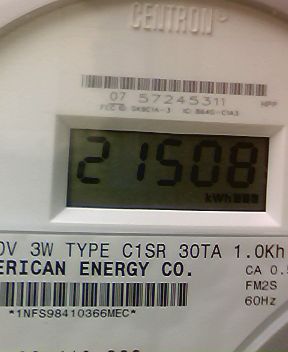 CENTRON
07 57245311
HPP
21508
kWh
0V 3W TYPE C1SR 30TA 1.0Kh
ERICAN ENERGY CO.
CA 0.5
FM2S
60Hz
*1NFS98410366MEC*